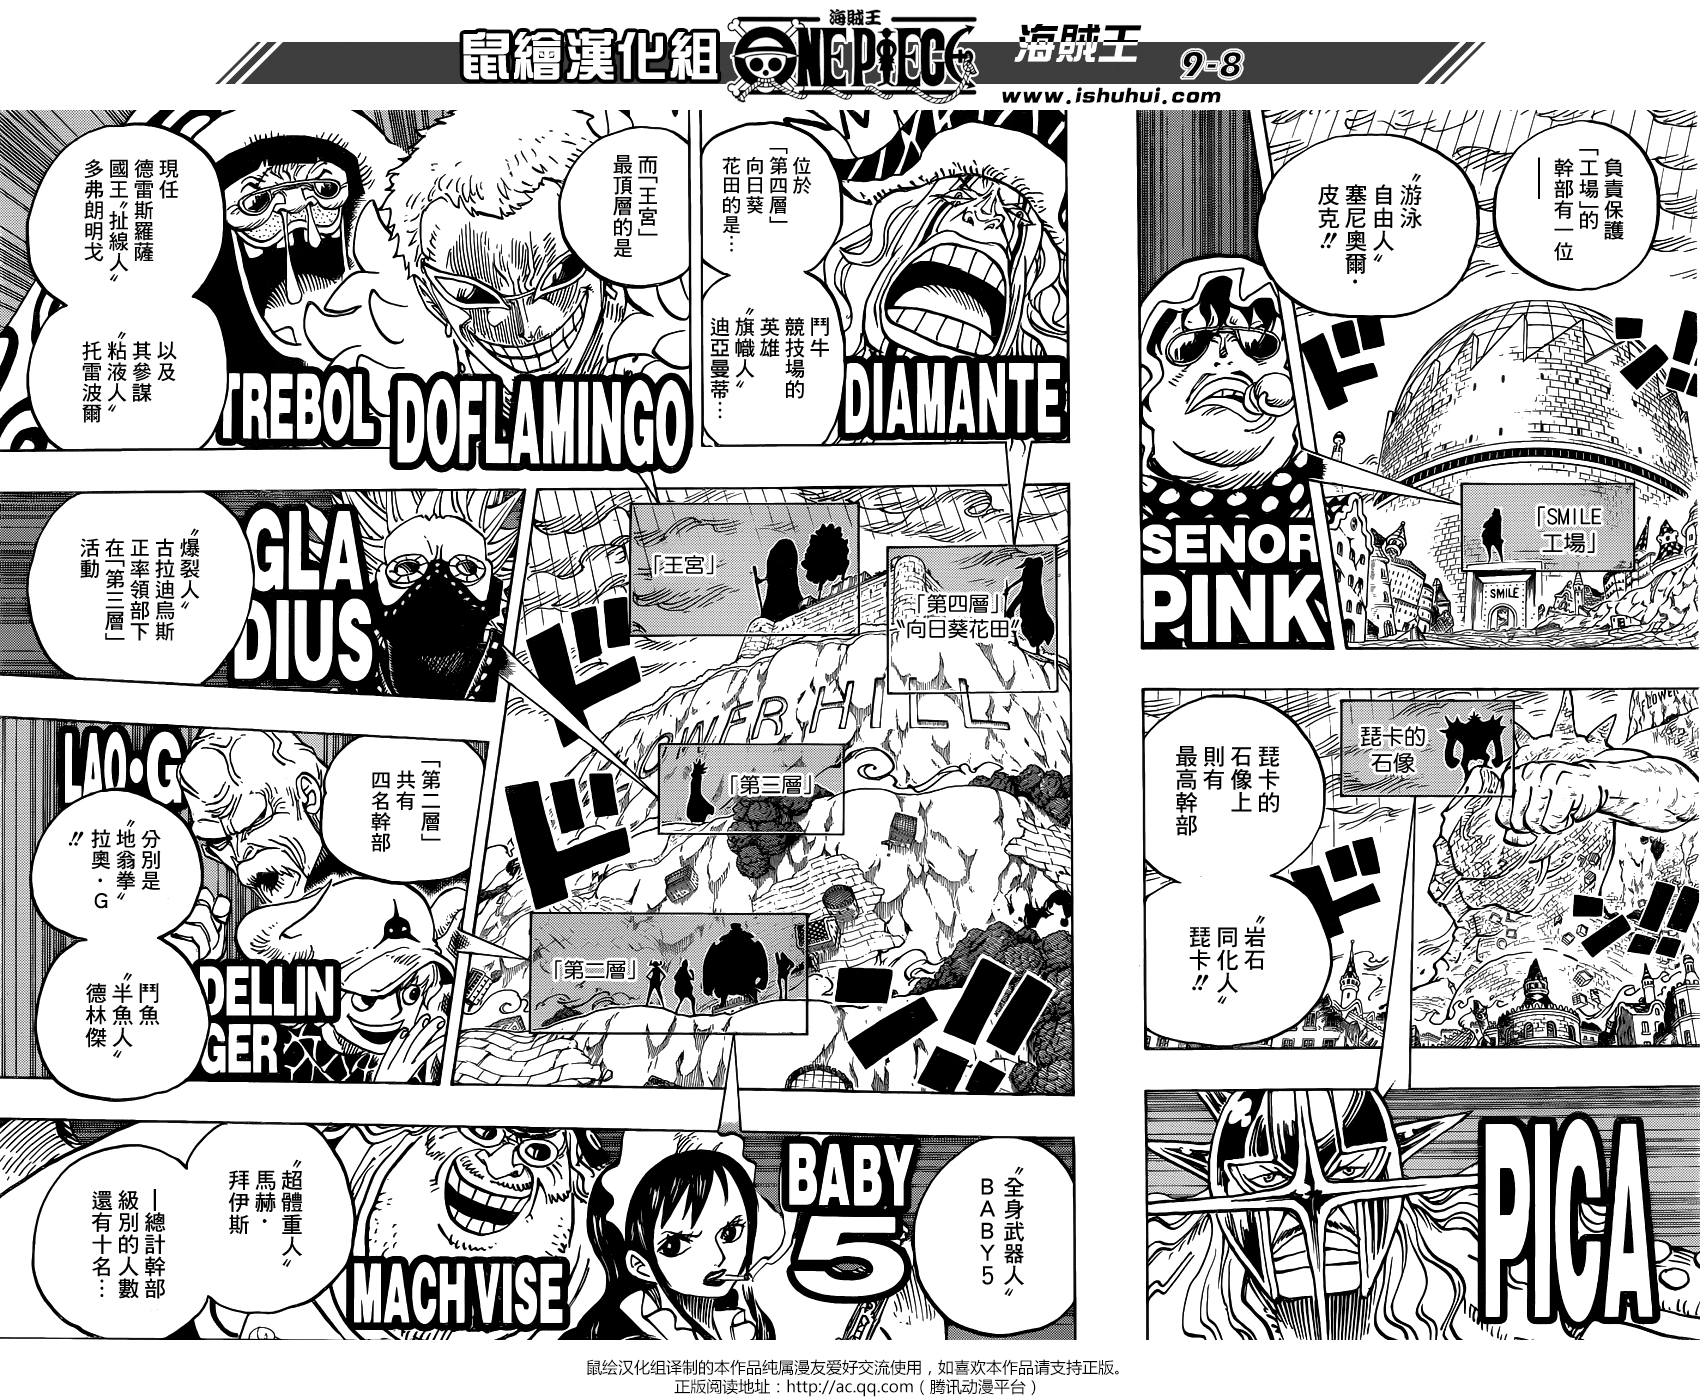 鼠繪漢化組
海賊王
ONE PIECE
海賊王
9-8
www.ishuhui.com
負責保護
「工場」的
幹部有一位
——
〝游泳
自由人〞
塞尼奧爾·
皮克!!
ド
ン!!
「SMILE
工場」
SMILE
SENOR
PINK
琵卡的
石像上
則有
最高幹部
〝岩石
同化人〞
琵卡!!
琵卡的
石像
ド
ン!!
PICA
位於
「第四層」
向日葵
花田的是…
鬥牛
競技場的
英雄
〝旗幟人〞
迪亞曼蒂…
DIAMANTE
而「王宮」
最頂層的是
DOFLAMINGO
現任
德雷斯羅薩
國王〝扯線人〞
多弗朗明戈
以及
其參謀
〝粘液人〞
托雷波爾
TREBOL
「王宮」
「第四層」
〝向日葵花田〞
OWER HILL
「第三層」
「第二層」
ド
ド
ン!!
〝爆裂人〞
古拉迪烏斯
正率領部下
在「第三層」
活動
GLA
DIUS
「第二層」
共有
四名幹部
LAO·G
分別是
〝地翁拳〞
拉奧·G
!!
鬥魚
〝半魚人〞
德林傑
DELLIN
GER
〝全身武器人〞
BABY5
BABY
5
〝超體重人〞
馬赫·
拜伊斯
MACH VISE
—總計幹部
級別的人數
還有十名…
鼠绘汉化组译制的本作品纯属漫友爱好交流使用，如喜欢本作品请支持正版。
正版阅读地址：http://ac.qq.com（腾讯动漫平台）